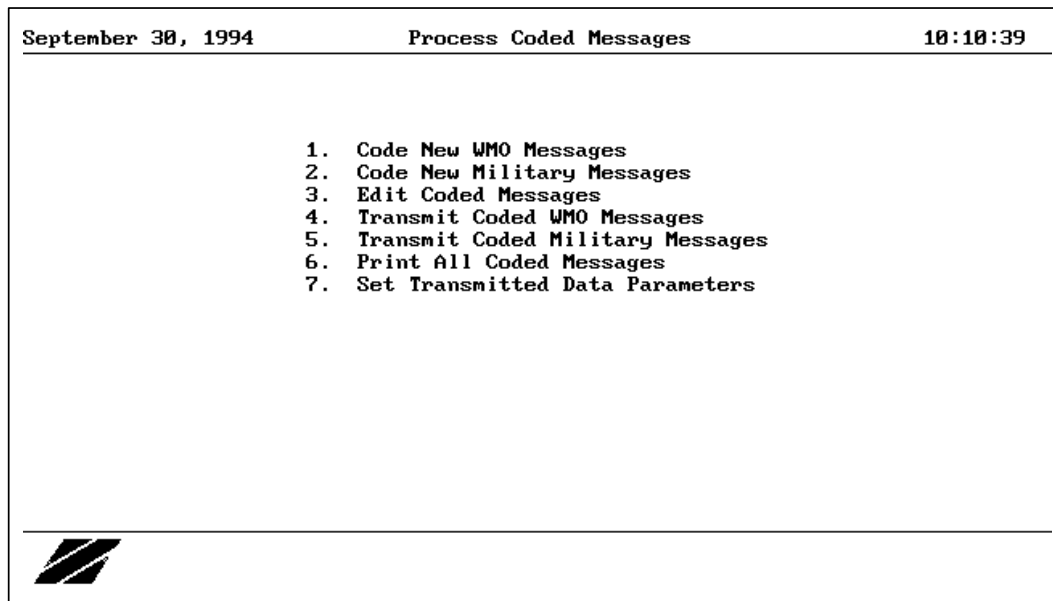 September 30, 1994 Process Coded Messages 10:10:39
1. Code New WMO Messages
2. Code New Military Messages
3. Edit Coded Messages
4. Transmit Coded WMO Messages
5. Transmit Coded Military Messages
6. Print All Coded Messages
7. Set Transmitted Data Parameters